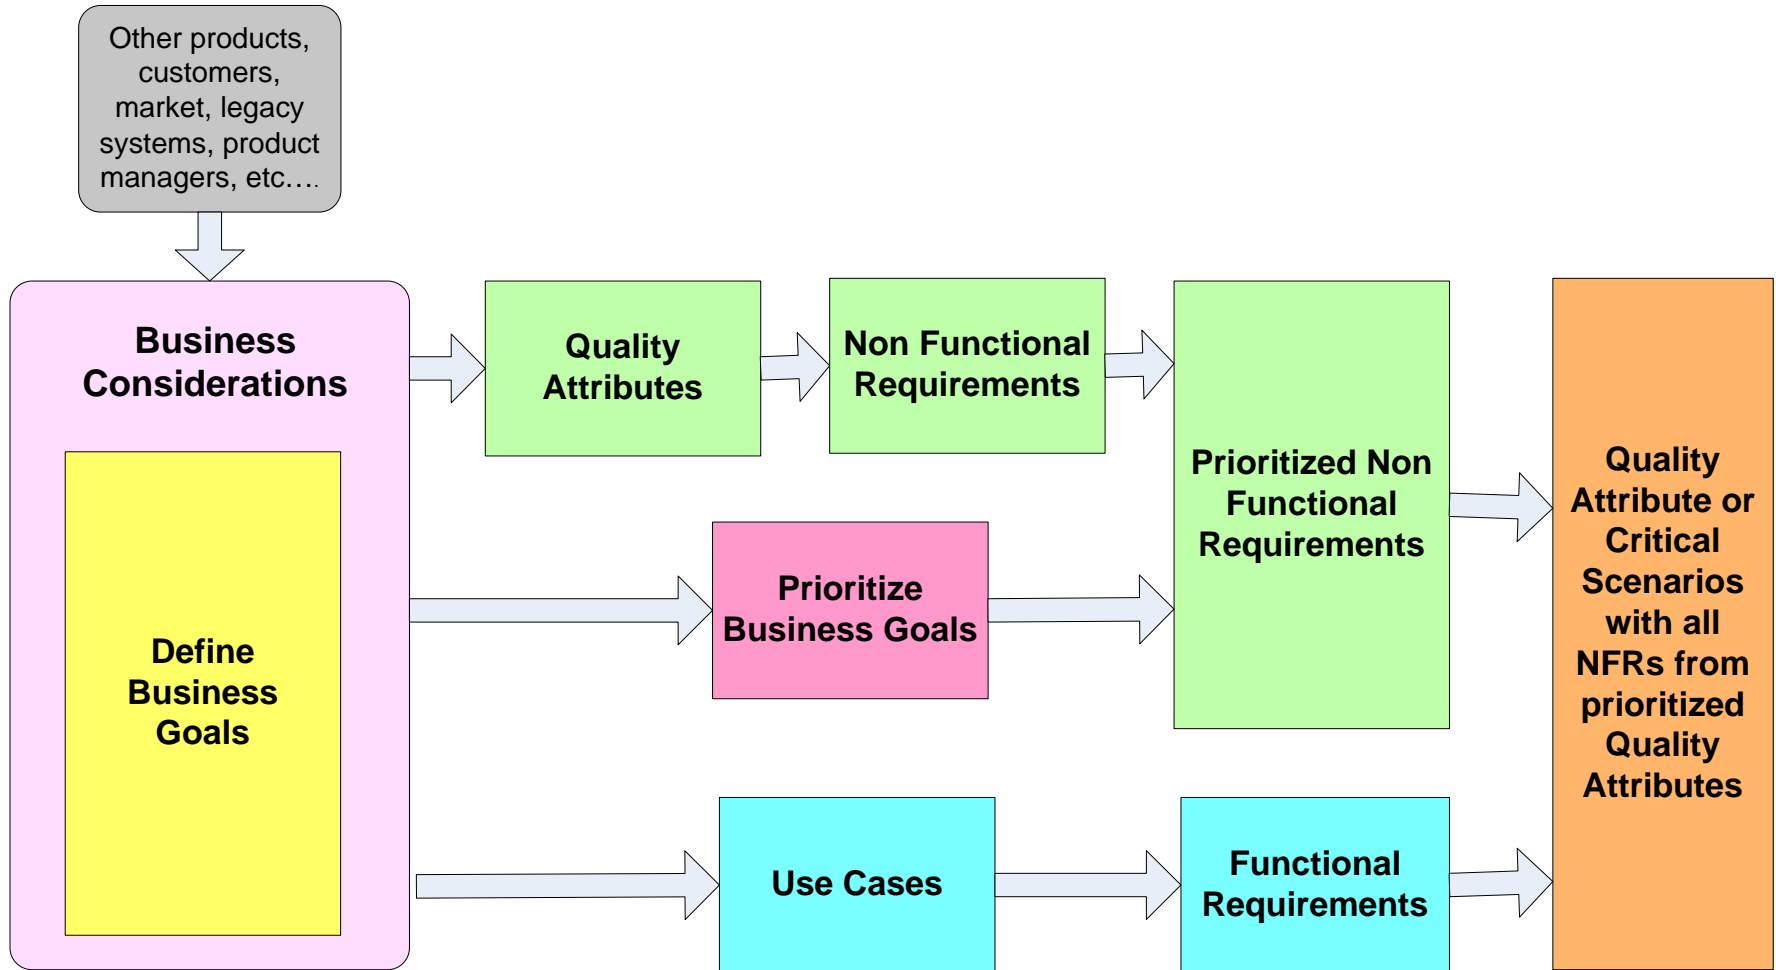 Other products,
customers,
market, legacy
systems, product
managers, etc….
Business
Considerations
Define
Business
Goals
Quality
Attributes
Non Functional
Requirements
Prioritized Non
Functional
Requirements
Prioritize
Business Goals
Use Cases
Functional
Requirements
Quality
Attribute or
Critical
Scenarios
with all
NFRs from
prioritized
Quality
Attributes